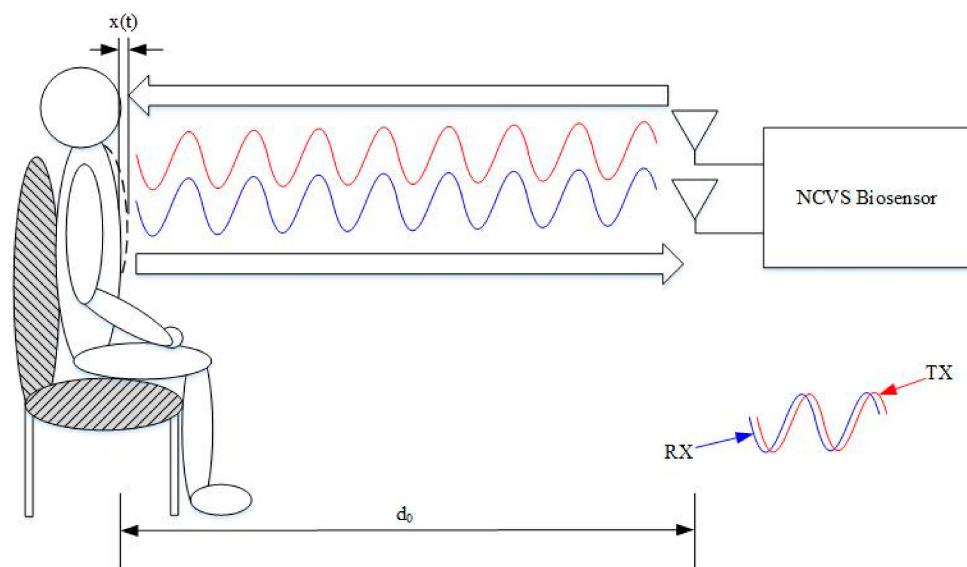 x(t)
NCVS Biosensor
TX
RX
d₀